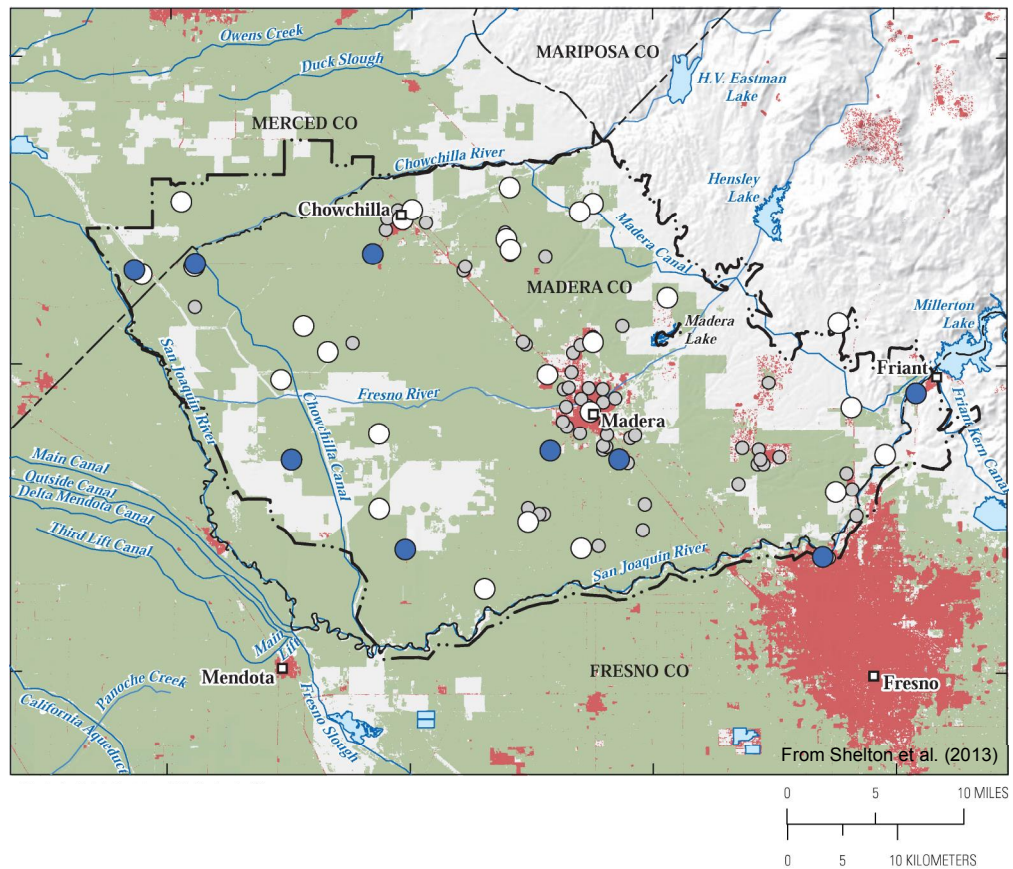 Owens Creek
Duck Slough
MARIPOSA CO
H.V. Eastman
Lake
MERCED CO
Chowchilla River
Hensley
Lake
Chowchilla
Madera Canal
MADERA CO
Millerton
Lake
Madera
Lake
San Joaquin River
Friant
Fresno River
Chowchilla Canal
Friant Kern Canal
Madera
Main Canal
Outside Canal
Delta Mendota Canal
Third Lift Canal
San Joaquin River
Main
Lift
Mendota
FRESNO CO
Fresno
Panoche Creek
Fresno Slough
California Aqueduct
From Shelton et al. (2013)
0 5 10 MILES
0 5 10 KILOMETERS